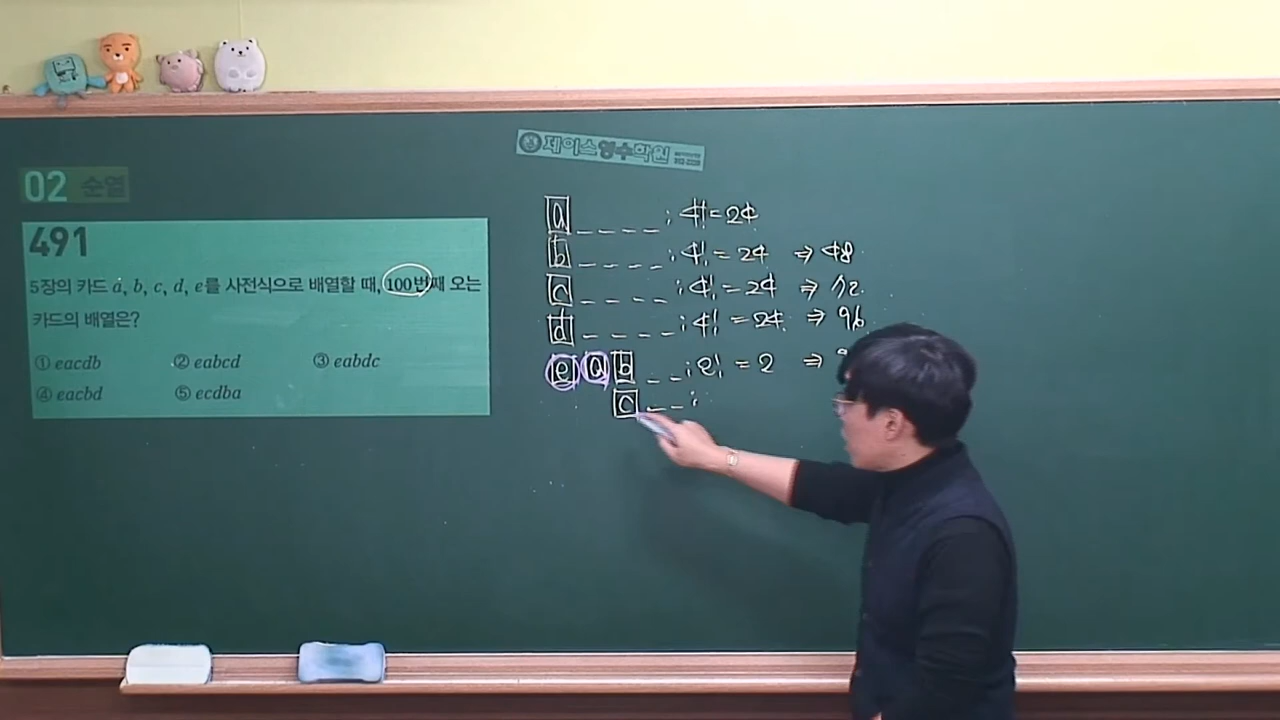 제이스영수학원
02 순열
491
5장의 카드 a, b, c, d, e를 사전식으로 배열할 때, 100번째 오는
카드의 배열은?
① eacdb ② eabcd ③ eabdc
④ eacbd ⑤ ecdba
a _ _ _ _ ; 4! = 24
b _ _ _ _ ; 4! = 24 ⇒ 48
c _ _ _ _ ; 4! = 24 ⇒ 72
d _ _ _ _ ; 4! = 24 ⇒ 96
e a b _ _ ; 2! = 2 ⇒ 9
c _ _ ;